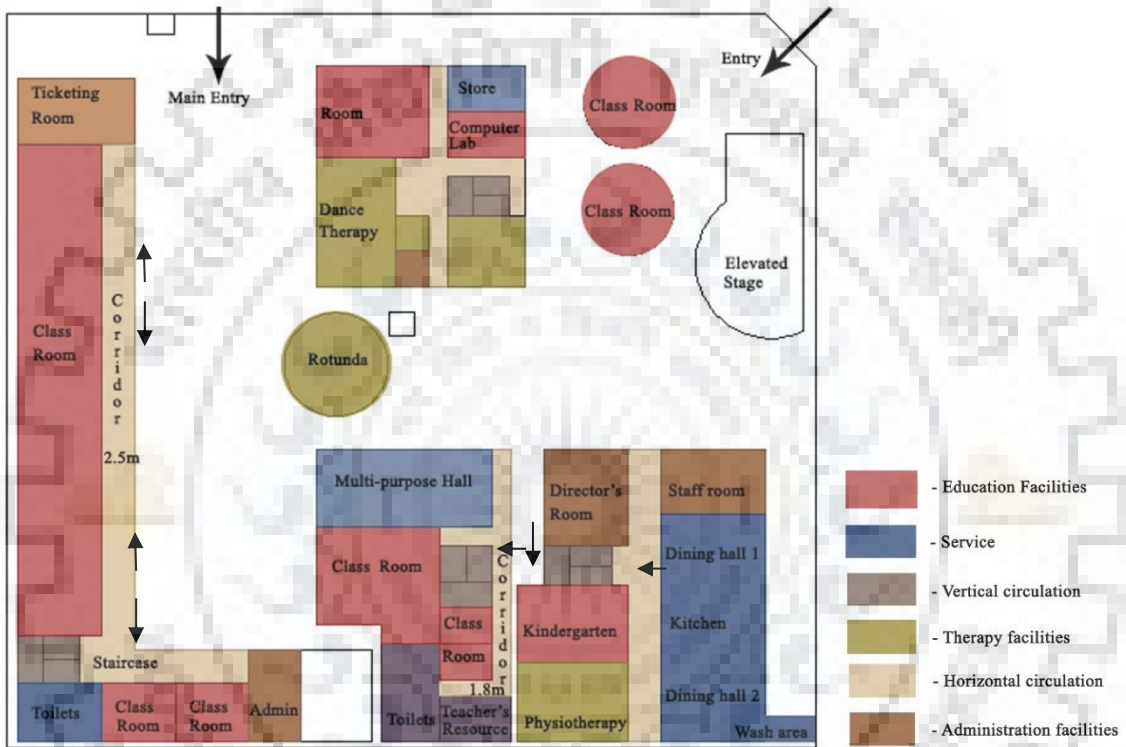 Entry
Main Entry
Ticketing
Room
Room
Store
Computer
Lab
Class Room
Class Room
Dance
Therapy
Elevated
Stage
Corridor
Class
Room
2.5m
Rotunda
Multi-purpose Hall
Director's
Room
Staff room
Class Room
Corridor
Dining hall 1
Class
Room
Kindergarten
Kitchen
1.8m
Staircase
Toilets
Class
Room
Class
Room
Admin
Toilets
Teacher's
Resource
Physiotherapy
Dining hall 2
Wash area
- Education Facilities
- Service
- Vertical circulation
- Therapy facilities
- Horizontal circulation
- Administration facilities